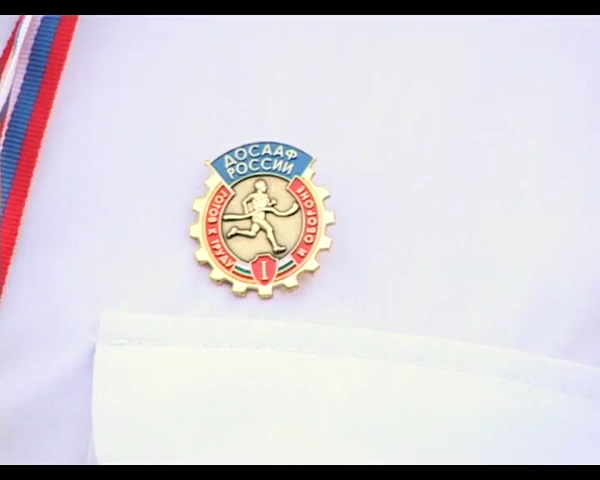 ДОСААФ
РОССИИ
ГОТОВ К ТРУДУ
И ОБОРОНЕ
I